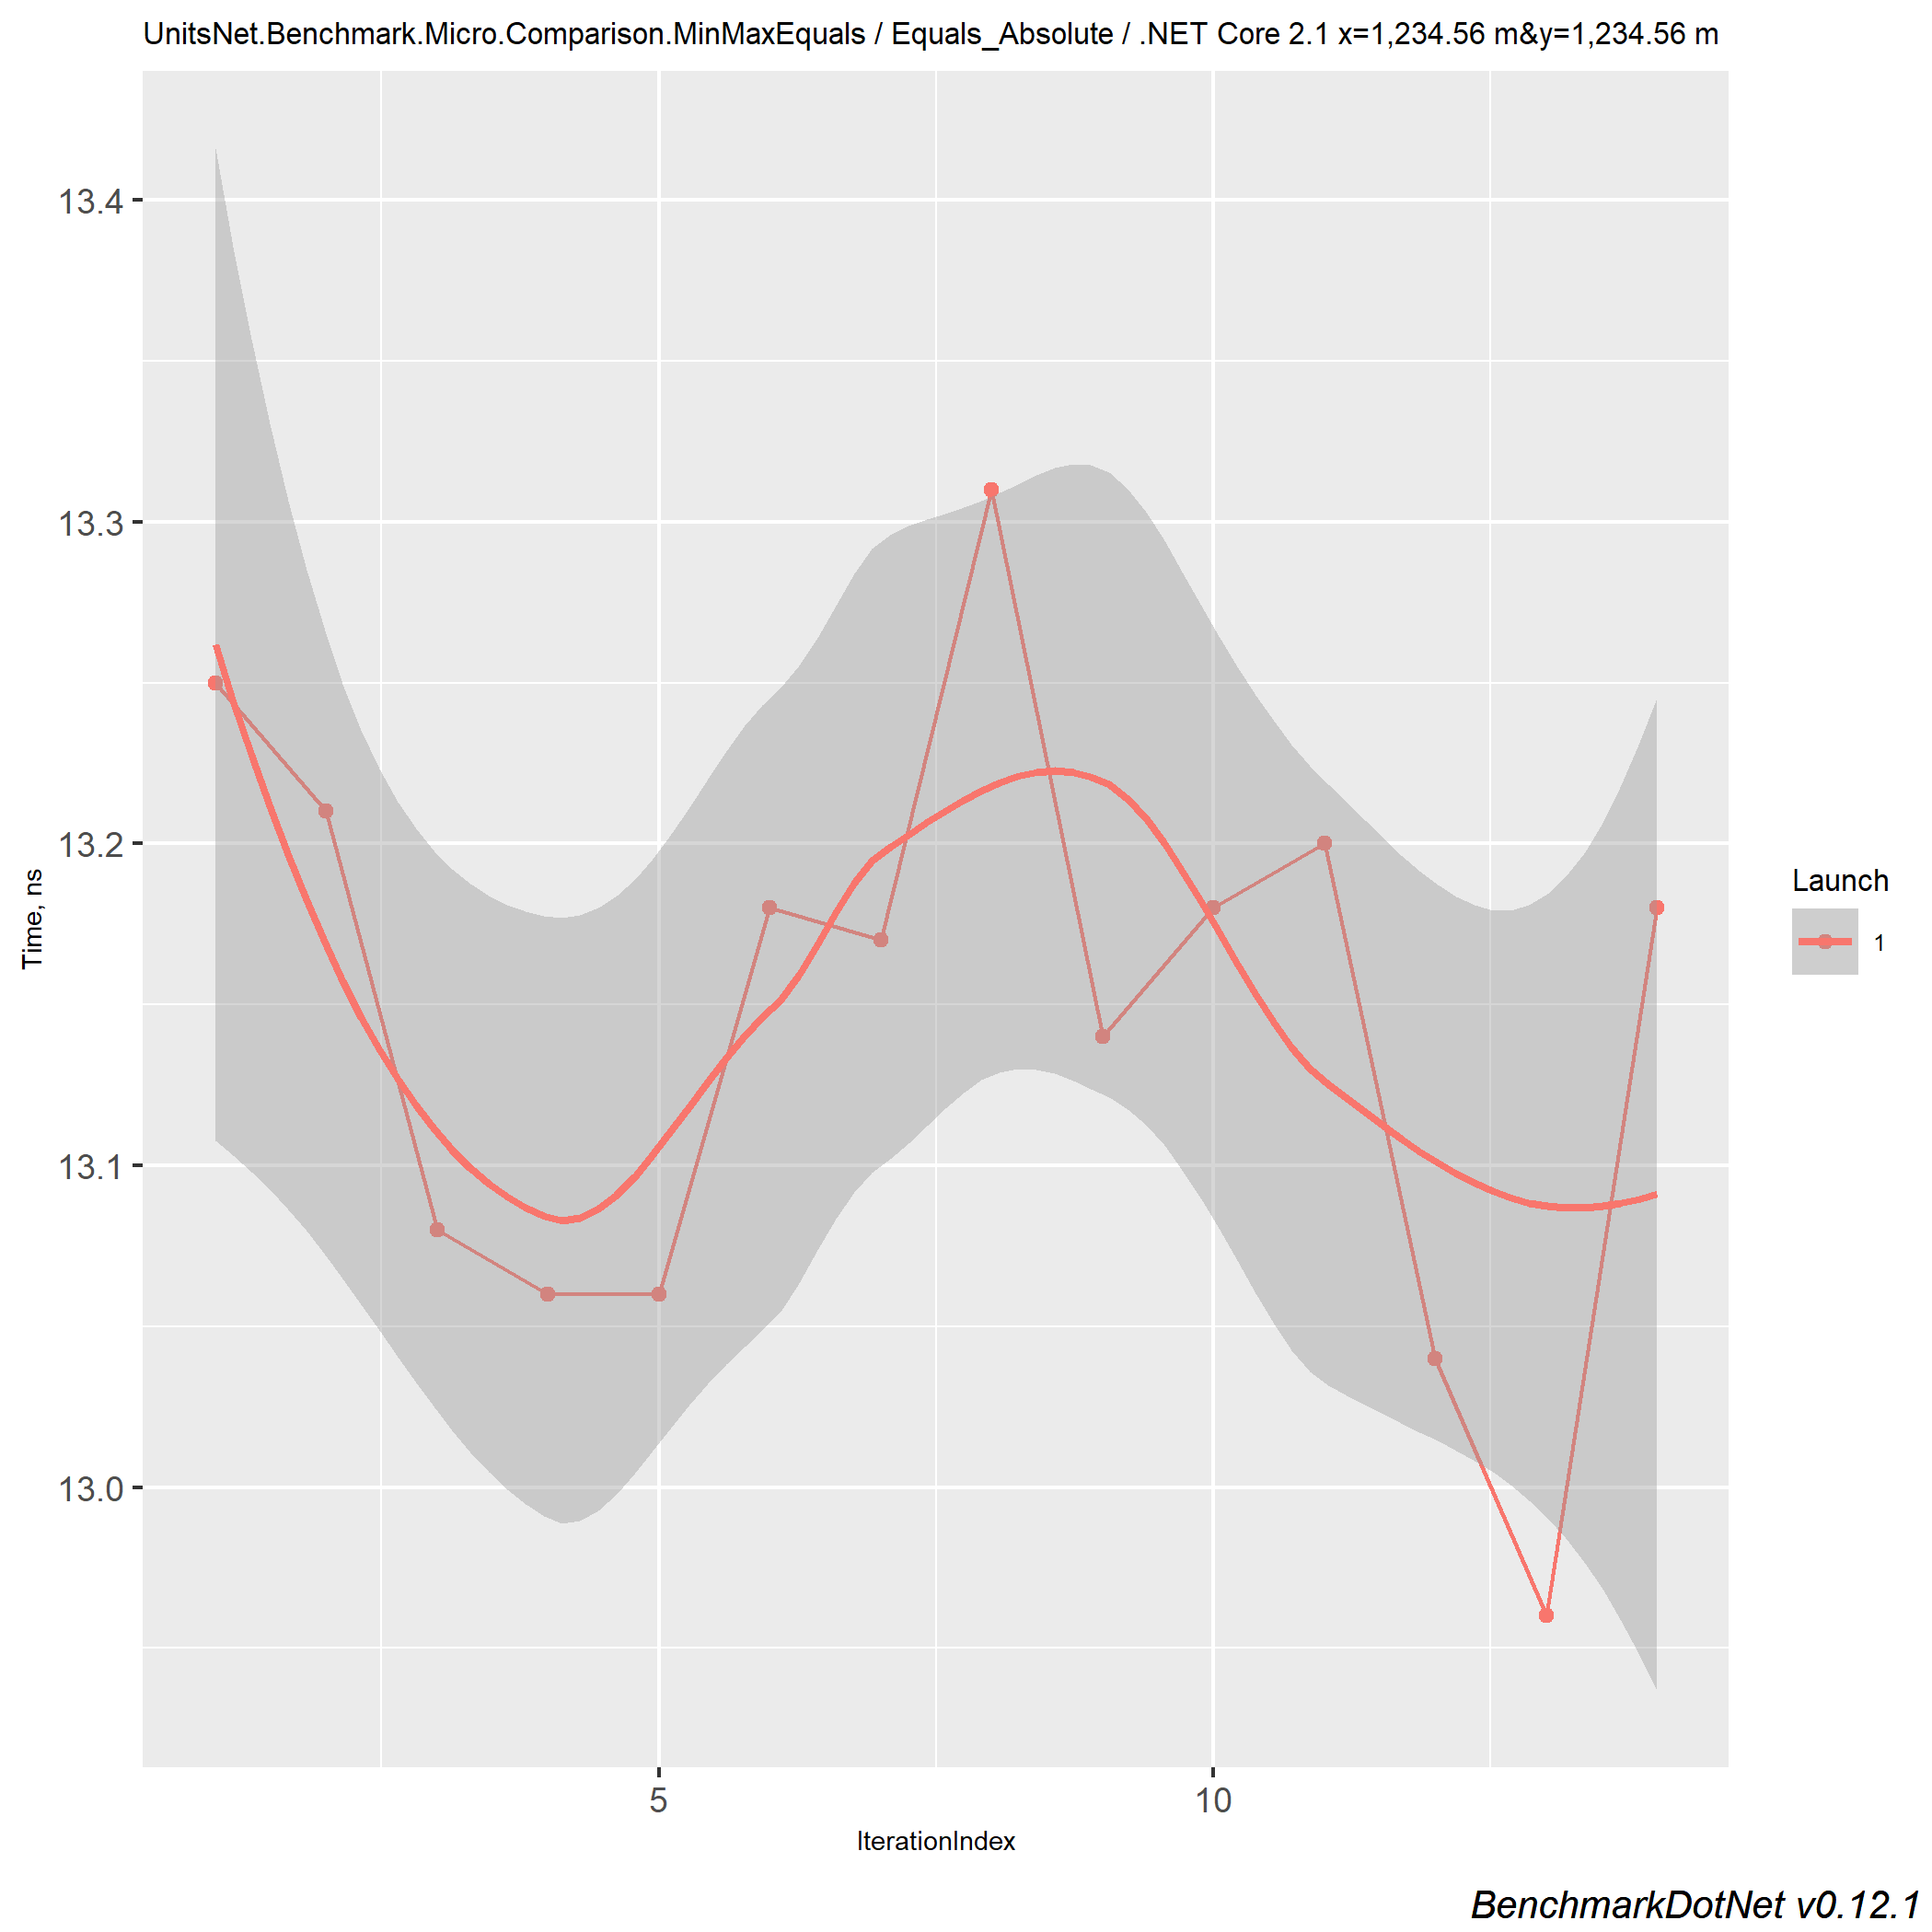 UnitsNet.Benchmark.Micro.Comparison.MinMaxEquals / Equals_Absolute / .NET Core 2.1 x=1,234.56 m&y=1,234.56 m
13.4
13.3
13.2
13.1
13.0
Time, ns
5
10
IterationIndex
Launch
1
BenchmarkDotNet v0.12.1